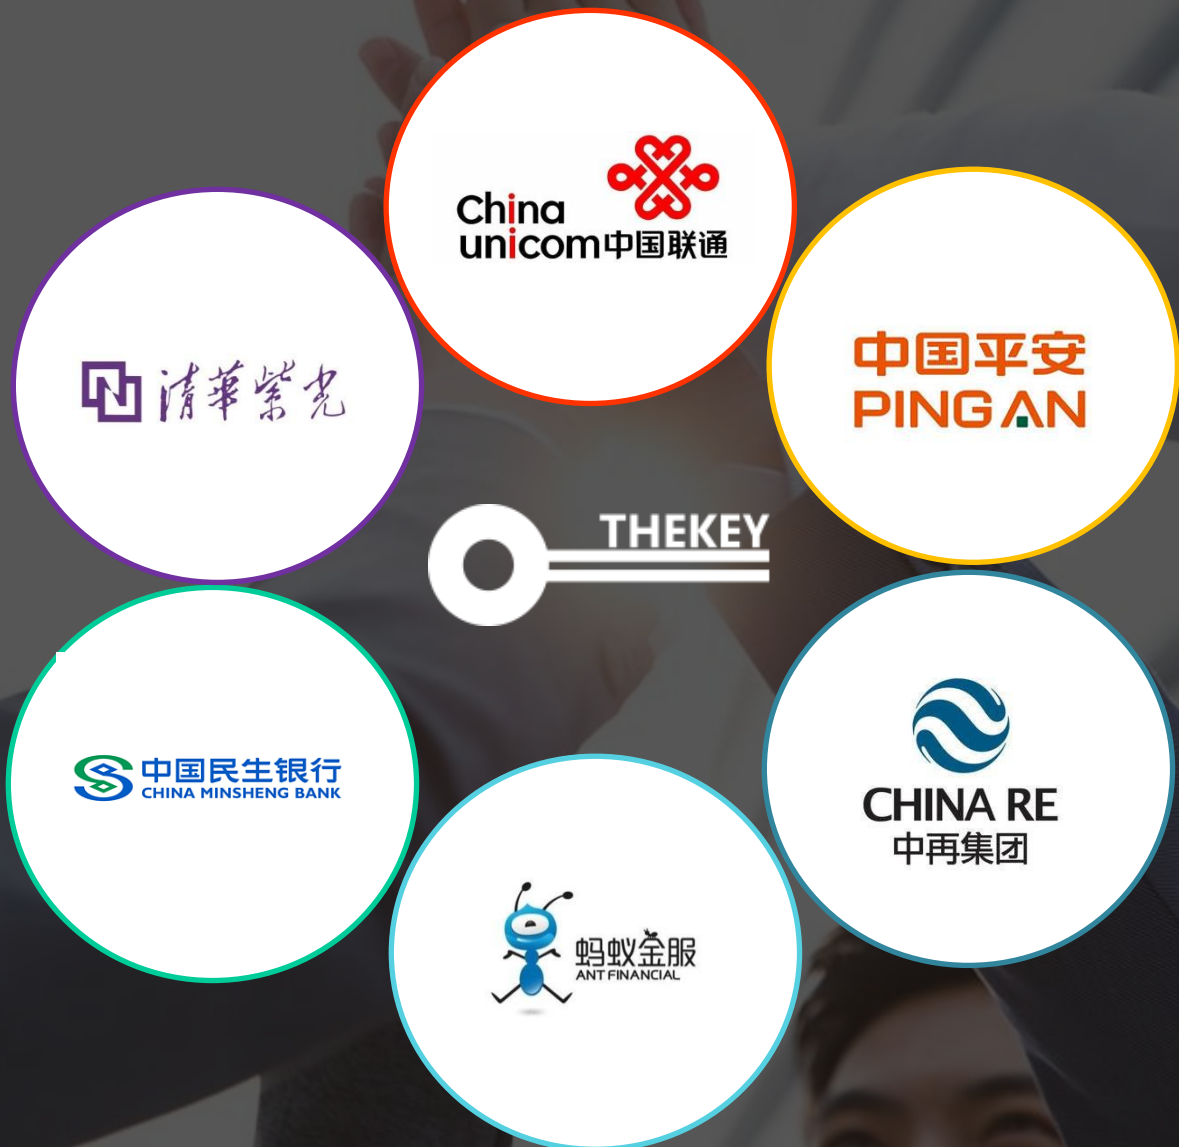 China
unicom中国联通
清華紫光
中国平安
PING AN
THEKEY
中国民生银行
CHINA MINSHENG BANK
CHINA RE
中再集团
蚂蚁金服
ANT FINANCIAL